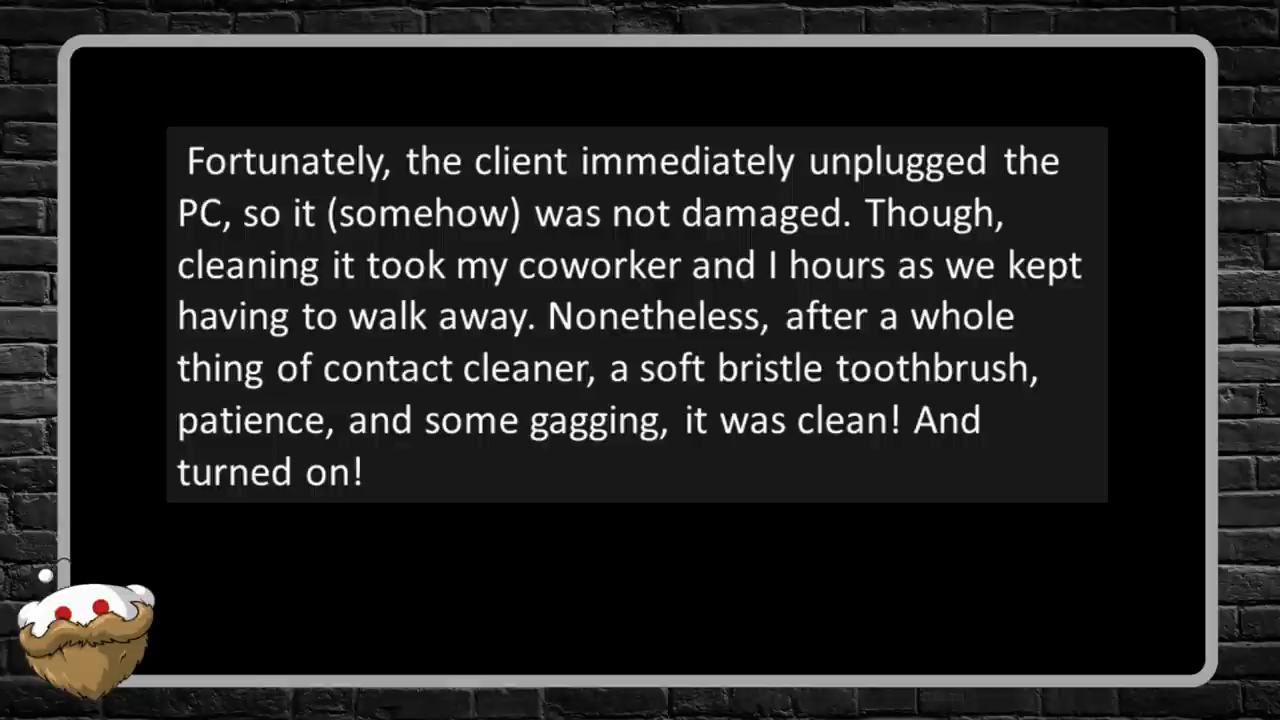 Fortunately, the client immediately unplugged the
PC, so it (somehow) was not damaged. Though,
cleaning it took my coworker and I hours as we kept
having to walk away. Nonetheless, after a whole
thing of contact cleaner, a soft bristle toothbrush,
patience, and some gagging, it was clean! And
turned on!